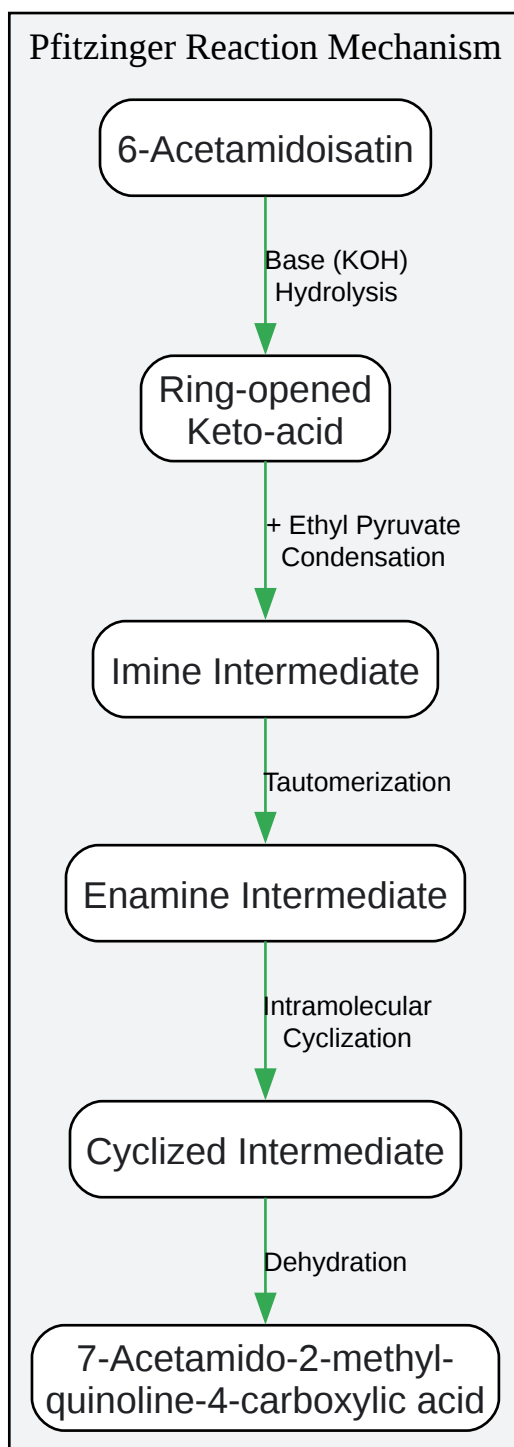 Pfitzinger Reaction Mechanism
6-Acetamidoisatin
Base (KOH)
Hydrolysis
Ring-opened
Keto-acid
+ Ethyl Pyruvate
Condensation
Imine Intermediate
Tautomerization
Enamine Intermediate
Intramolecular
Cyclization
Cyclized Intermediate
Dehydration
7-Acetamido-2-methyl-
quinoline-4-carboxylic acid